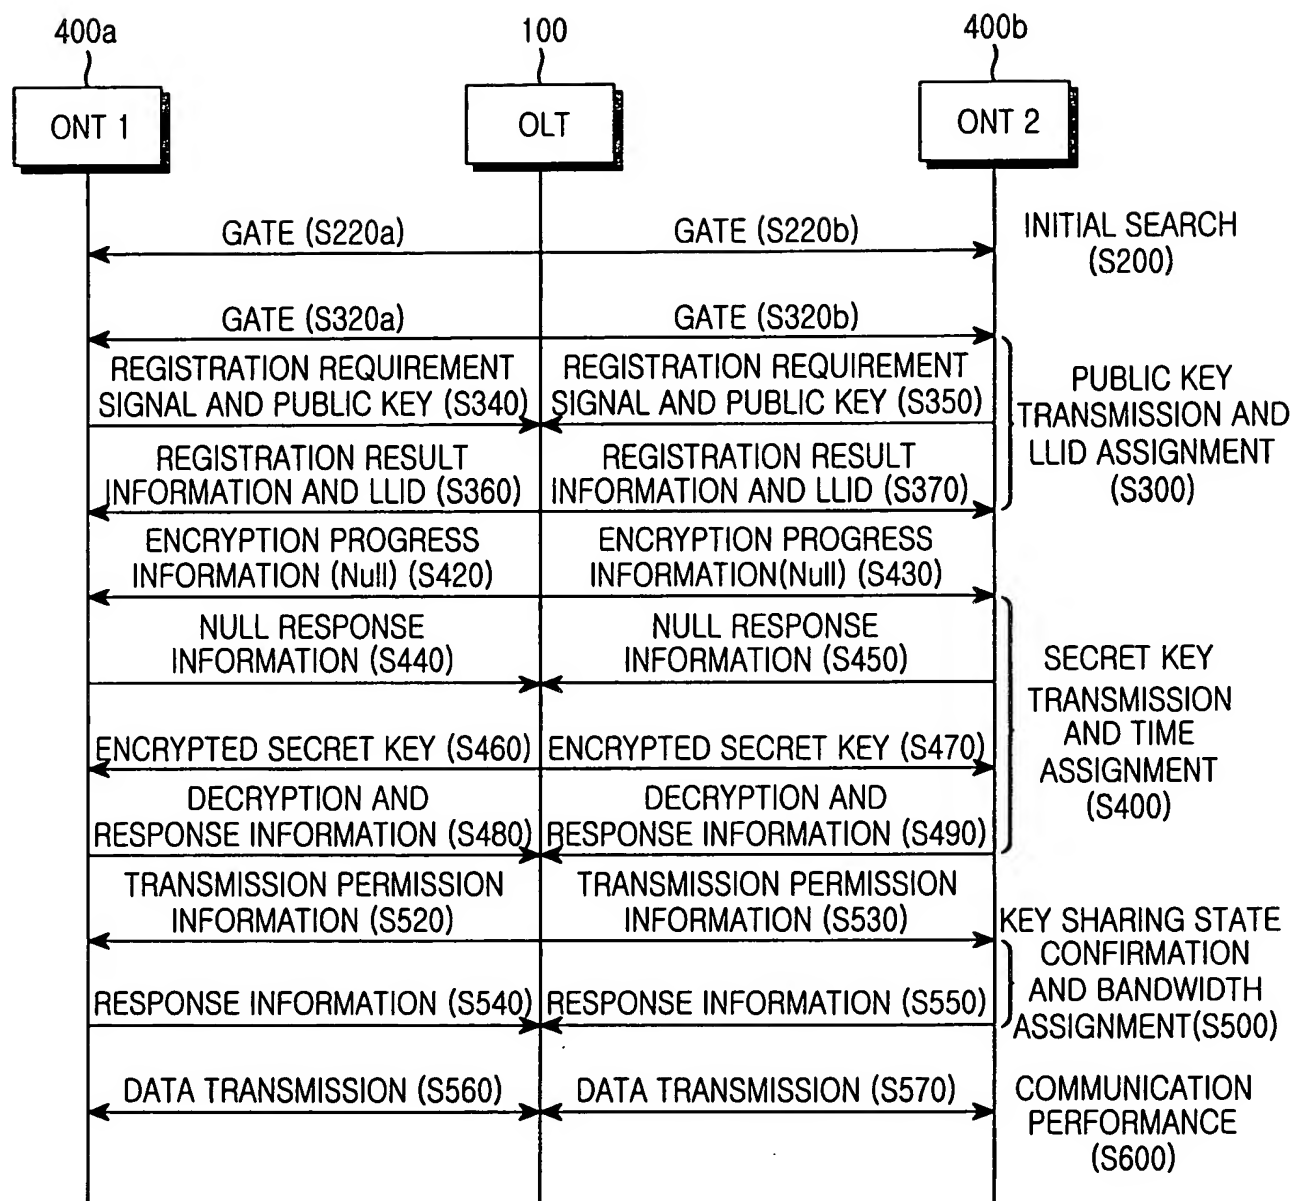 400a
100
400b
ONT 1
OLT
ONT 2
GATE (S220a)
GATE (S220b)
INITIAL SEARCH
(S200)
GATE (S320a)
GATE (S320b)
REGISTRATION REQUIREMENT
SIGNAL AND PUBLIC KEY (S340)
REGISTRATION REQUIREMENT
SIGNAL AND PUBLIC KEY (S350)
REGISTRATION RESULT
INFORMATION AND LLID (S360)
REGISTRATION RESULT
INFORMATION AND LLID (S370)
PUBLIC KEY
TRANSMISSION AND
LLID ASSIGNMENT
(S300)
ENCRYPTION PROGRESS
INFORMATION (Null) (S420)
ENCRYPTION PROGRESS
INFORMATION(Null) (S430)
NULL RESPONSE
INFORMATION (S440)
NULL RESPONSE
INFORMATION (S450)
ENCRYPTED SECRET KEY (S460)
ENCRYPTED SECRET KEY (S470)
DECRYPTION AND
RESPONSE INFORMATION (S480)
DECRYPTION AND
RESPONSE INFORMATION (S490)
SECRET KEY
TRANSMISSION
AND TIME
ASSIGNMENT
(S400)
TRANSMISSION PERMISSION
INFORMATION (S520)
TRANSMISSION PERMISSION
INFORMATION (S530)
RESPONSE INFORMATION (S540)
RESPONSE INFORMATION (S550)
KEY SHARING STATE
CONFIRMATION
AND BANDWIDTH
ASSIGNMENT(S500)
DATA TRANSMISSION (S560)
DATA TRANSMISSION (S570)
COMMUNICATION
PERFORMANCE
(S600)